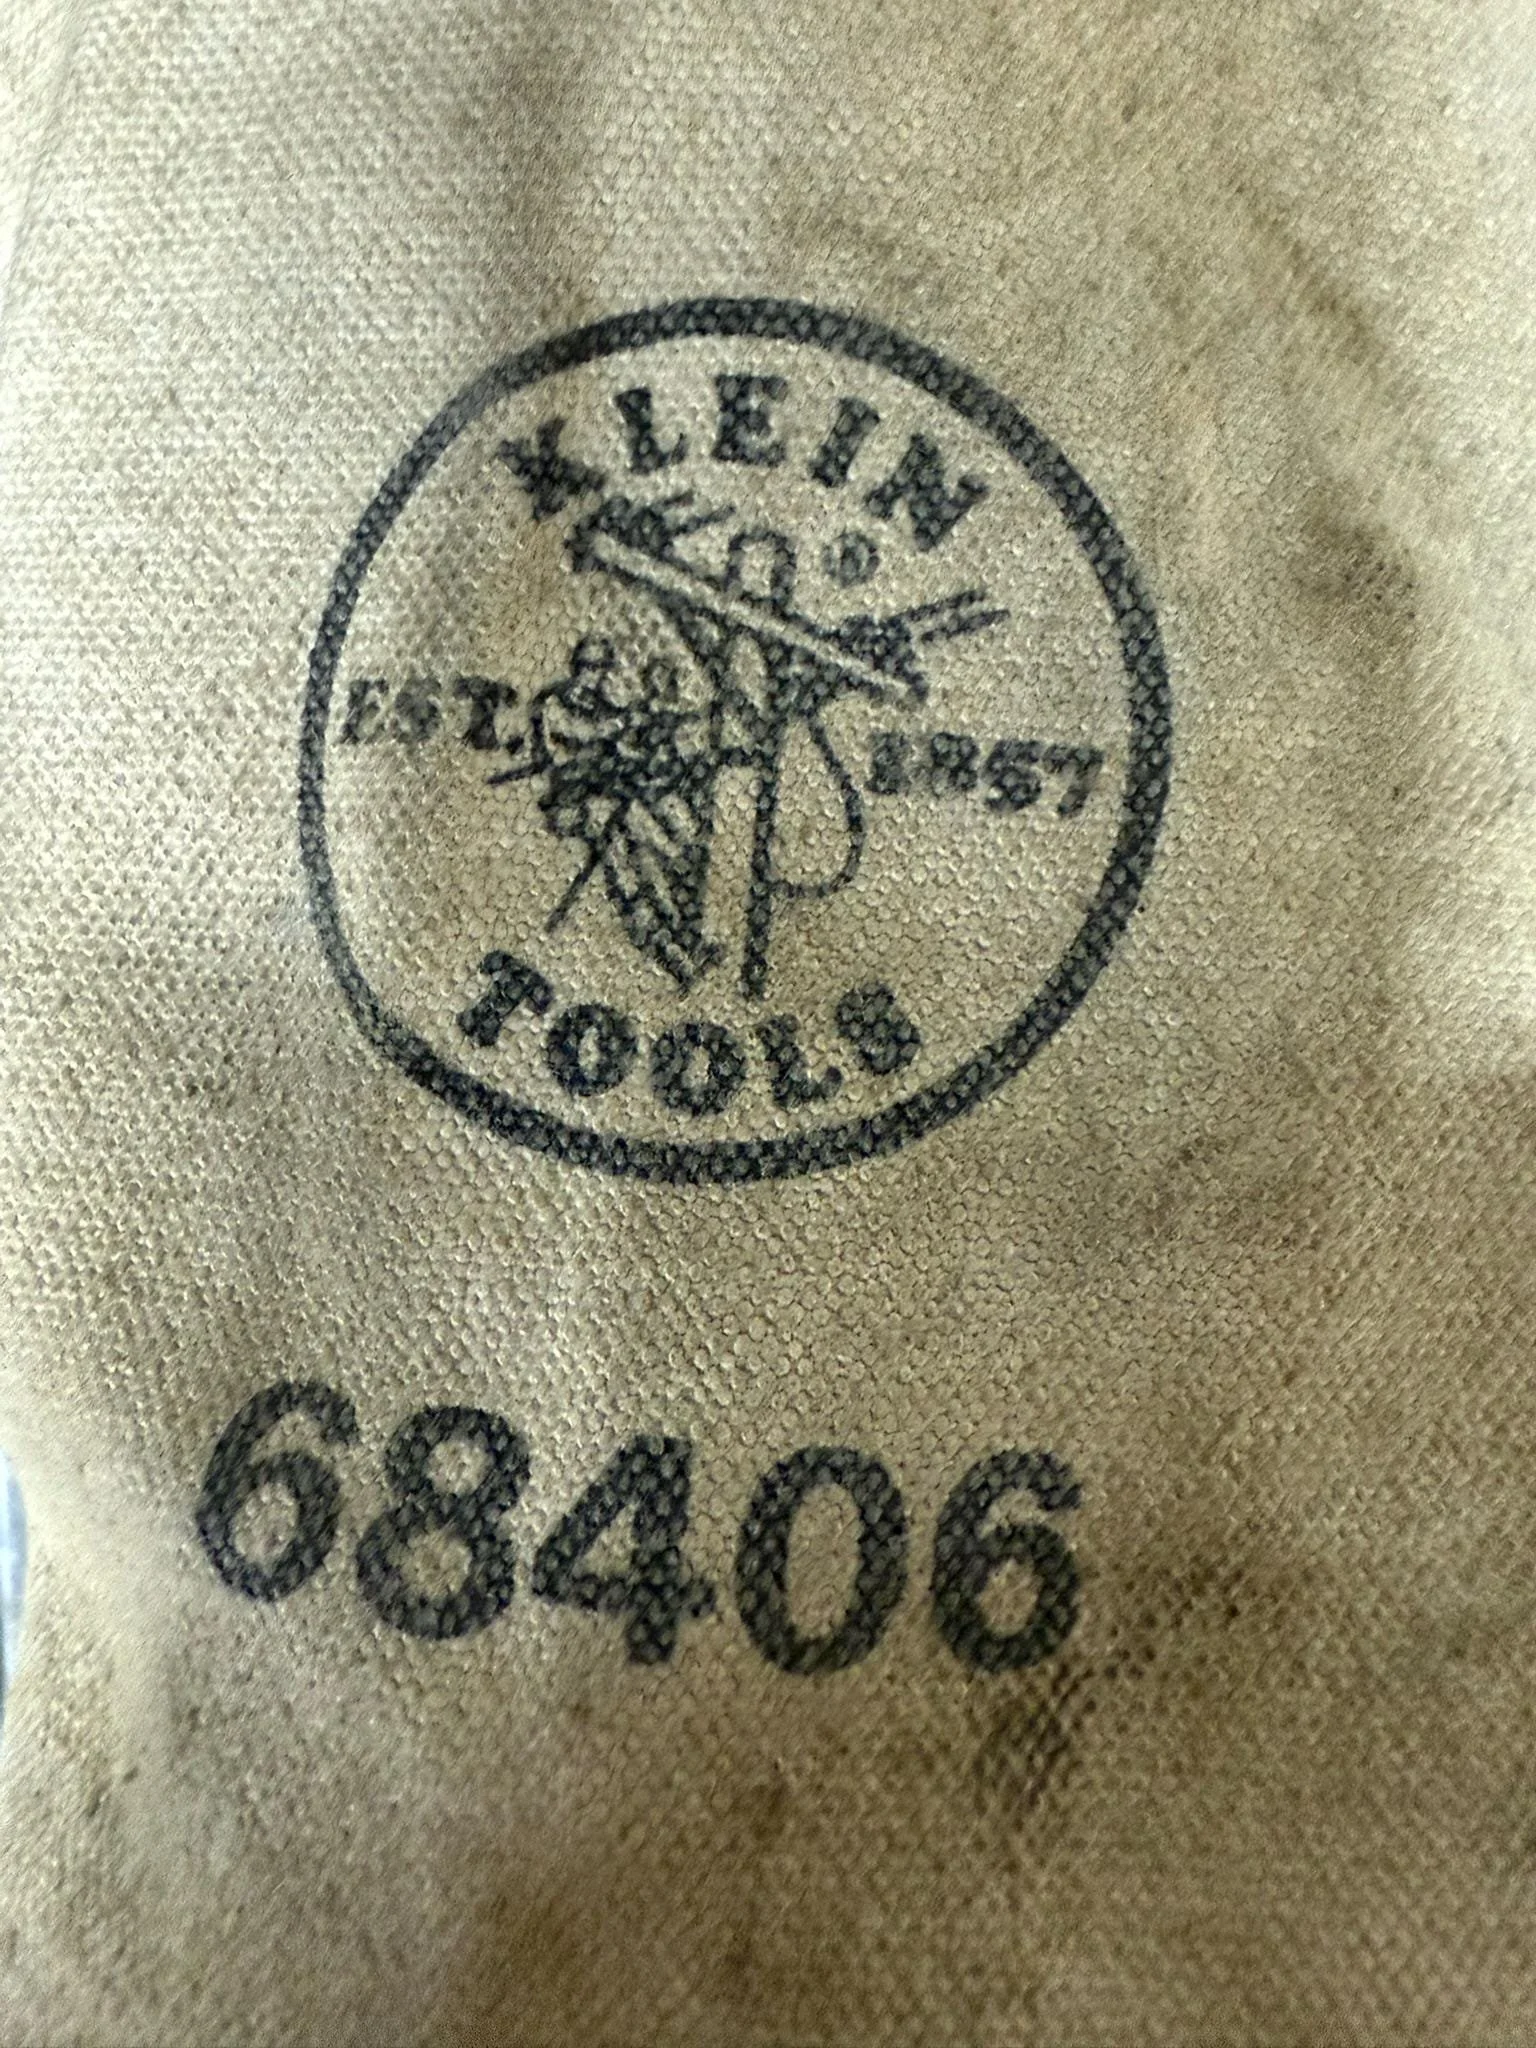 KLEIN
®
EST. 1857
TOOLS
68406